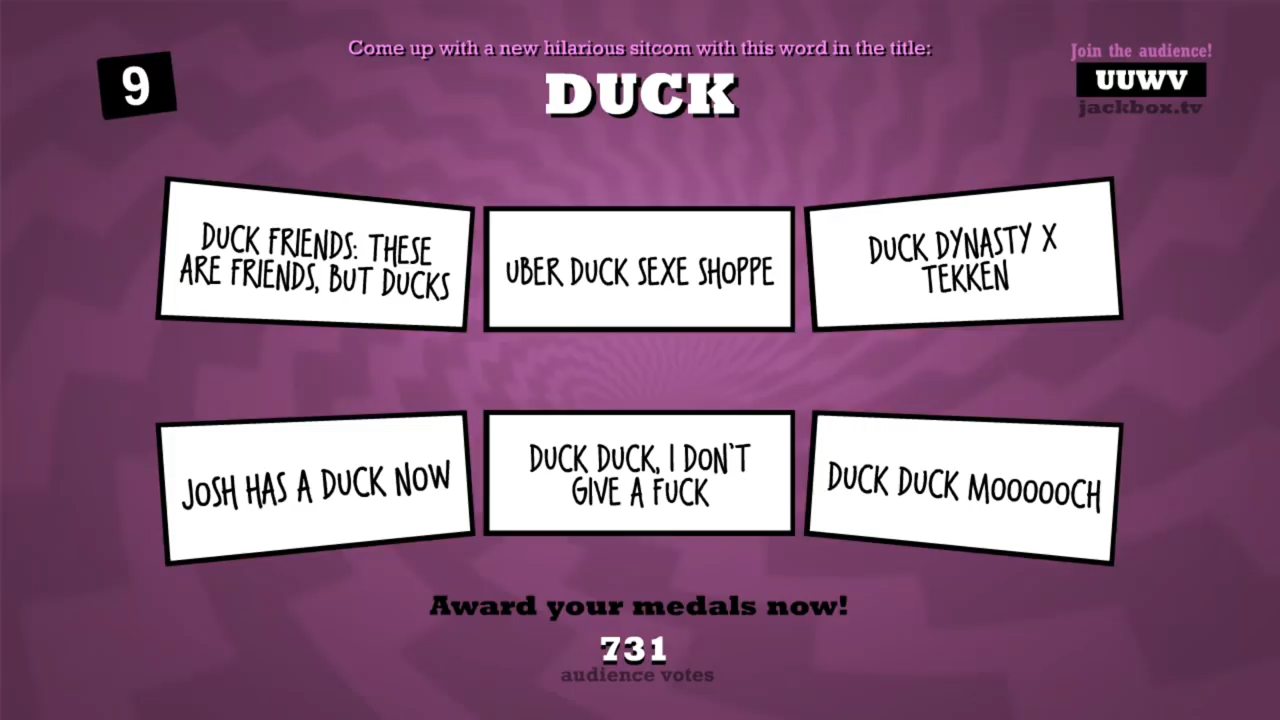 Come up with a new hilarious sitcom with this word in the title:
DUCK
9
Join the audience!
UUWV
jackbox.tv
DUCK FRIENDS: THESE
ARE FRIENDS, BUT DUCKS
UBER DUCK SEXE SHOPPE
DUCK DYNASTY X
TEKKEN
JOSH HAS A DUCK NOW
DUCK DUCK, I DON'T
GIVE A FUCK
DUCK DUCK MOOOOOCH
Award your medals now!
731
audience votes